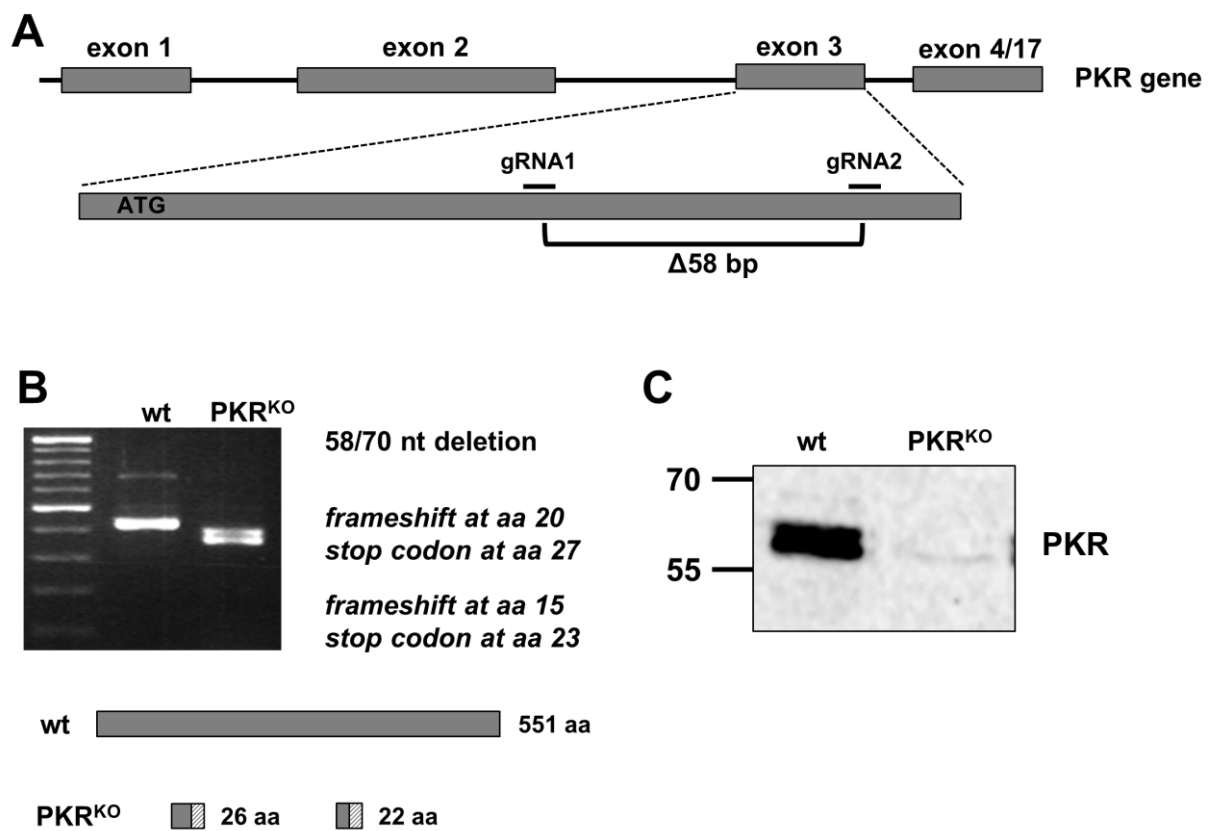 A
exon 1 exon 2 exon 3 exon 4/17
PKR gene
gRNA1 gRNA2
ATG
Δ58 bp
B
wt PKRᴷᴼ
58/70 nt deletion
frameshift at aa 20
stop codon at aa 27
frameshift at aa 15
stop codon at aa 23
wt 551 aa
PKRᴷᴼ 26 aa 22 aa
C
wt PKRᴷᴼ
70
55
PKR